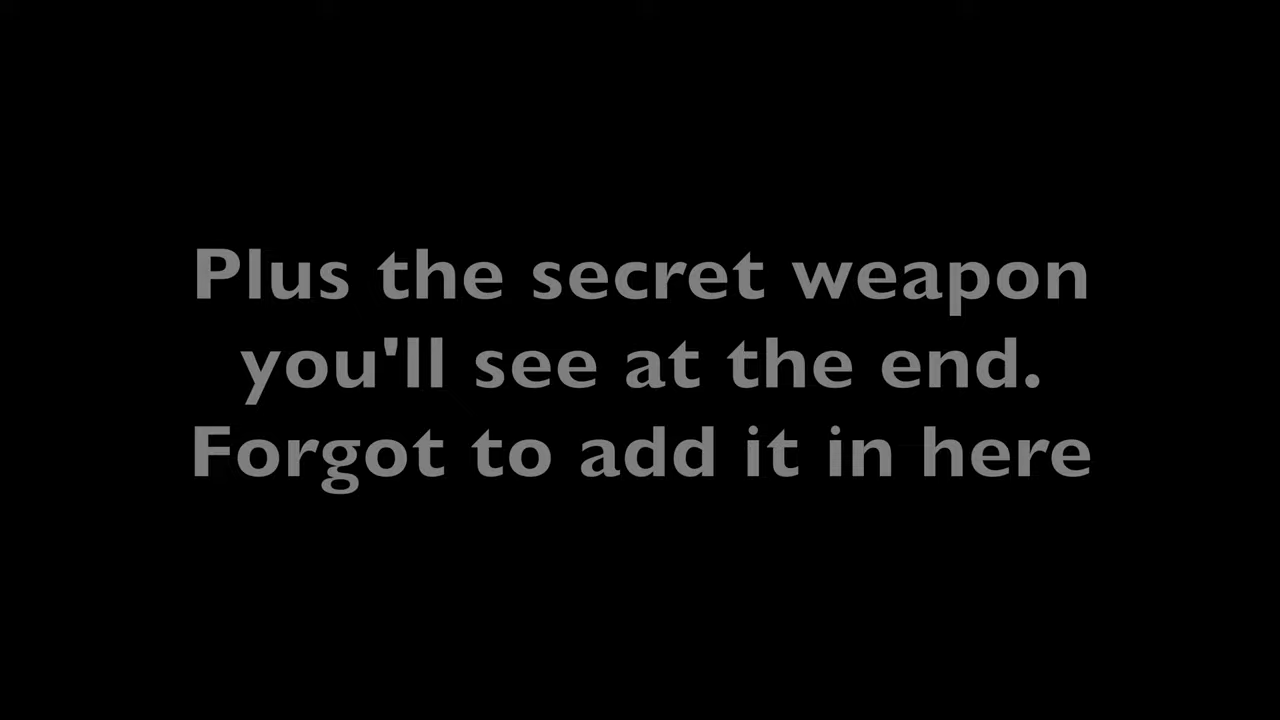 Plus the secret weapon
you'll see at the end.
Forgot to add it in here